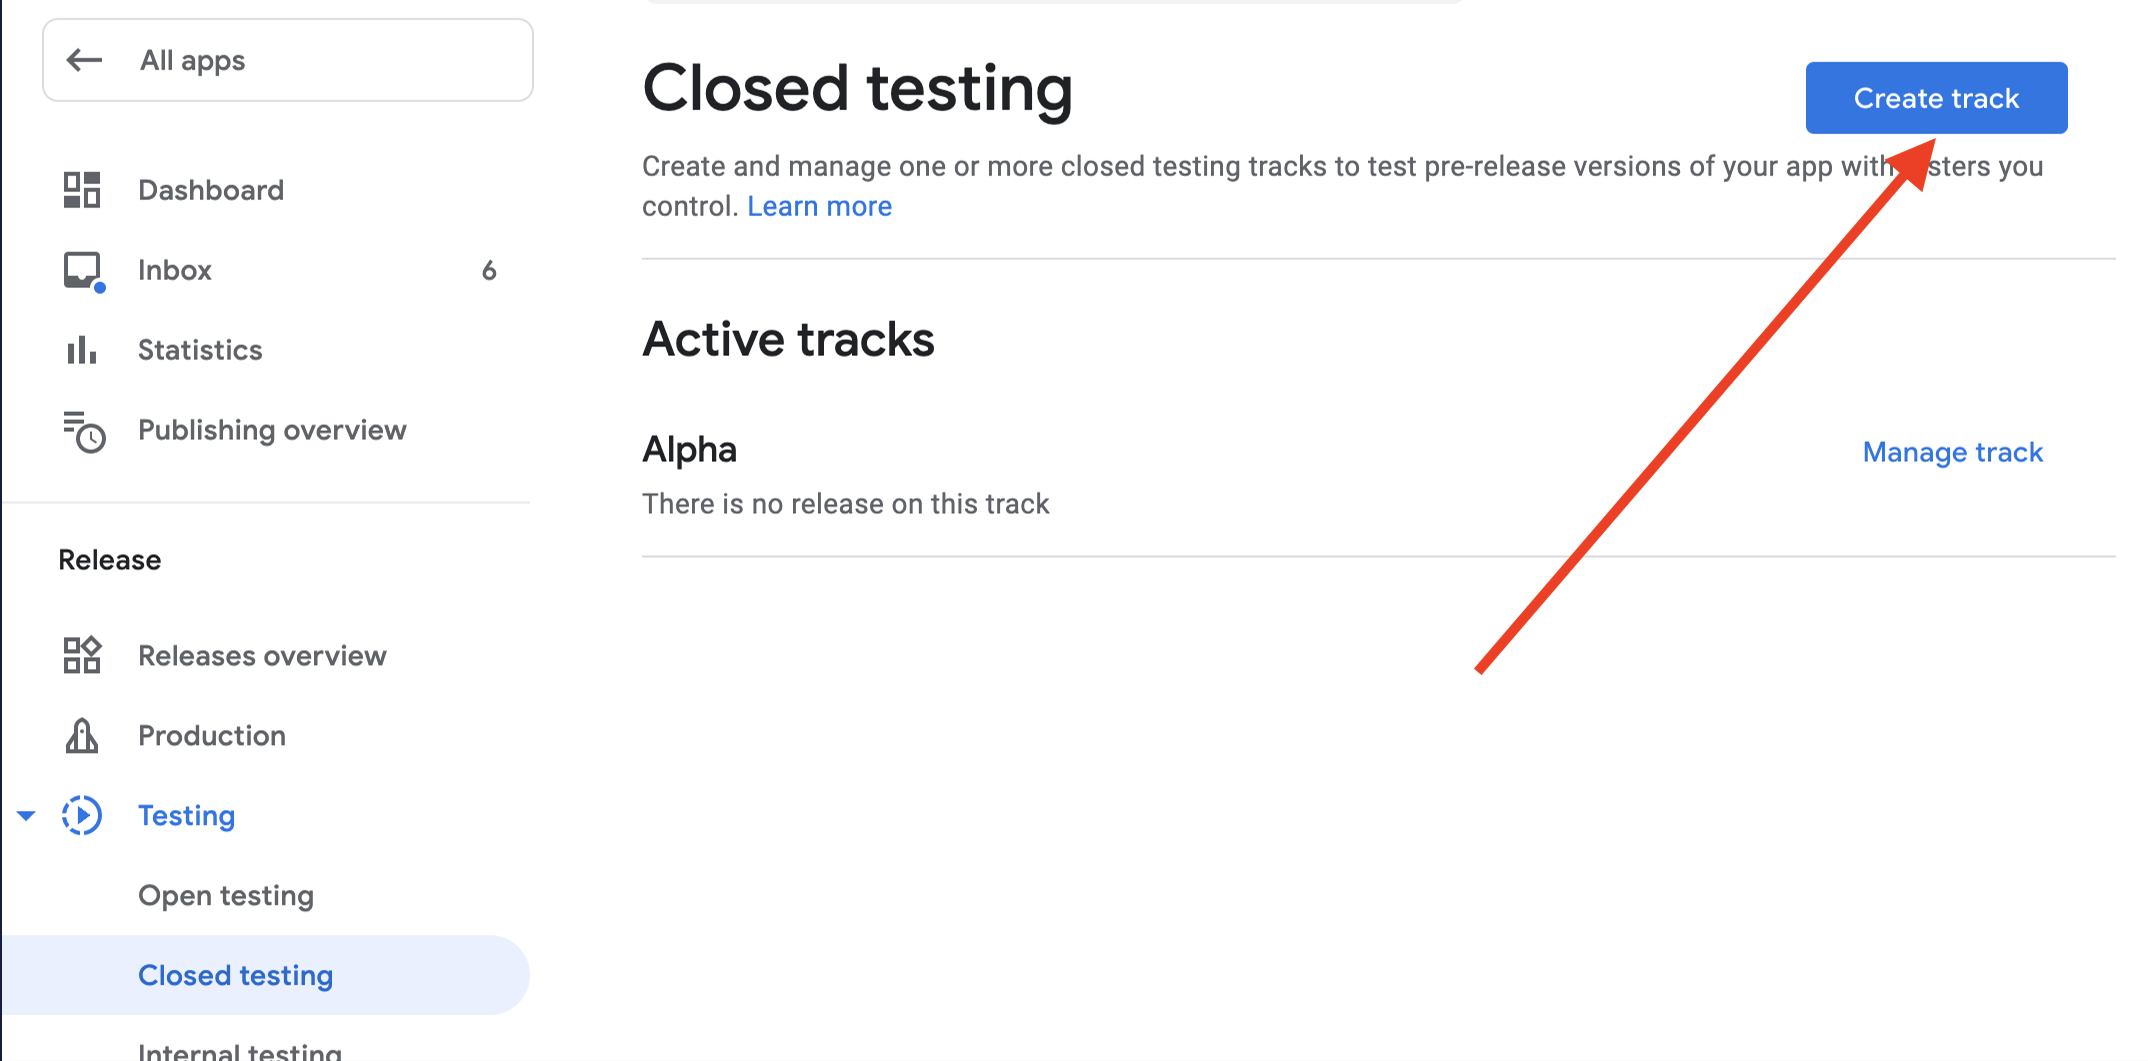 All apps
Dashboard
Inbox 6
Statistics
Publishing overview
Release
Releases overview
Production
Testing
Open testing
Closed testing
Internal testing
Closed testing
Create track
Create and manage one or more closed testing tracks to test pre-release versions of your app with sters you
control. Learn more
Active tracks
Alpha
Manage track
There is no release on this track